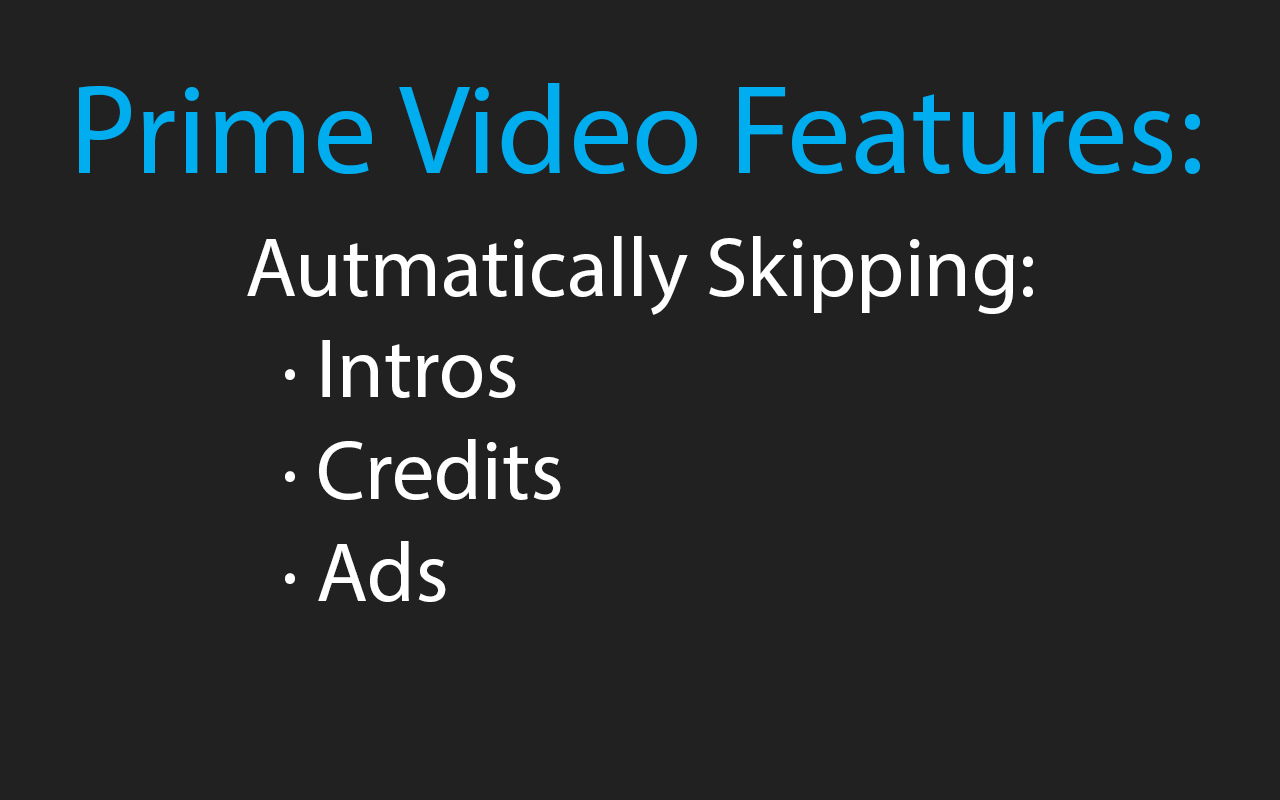 Prime Video Features:
Autmatically Skipping:
· Intros
· Credits
· Ads